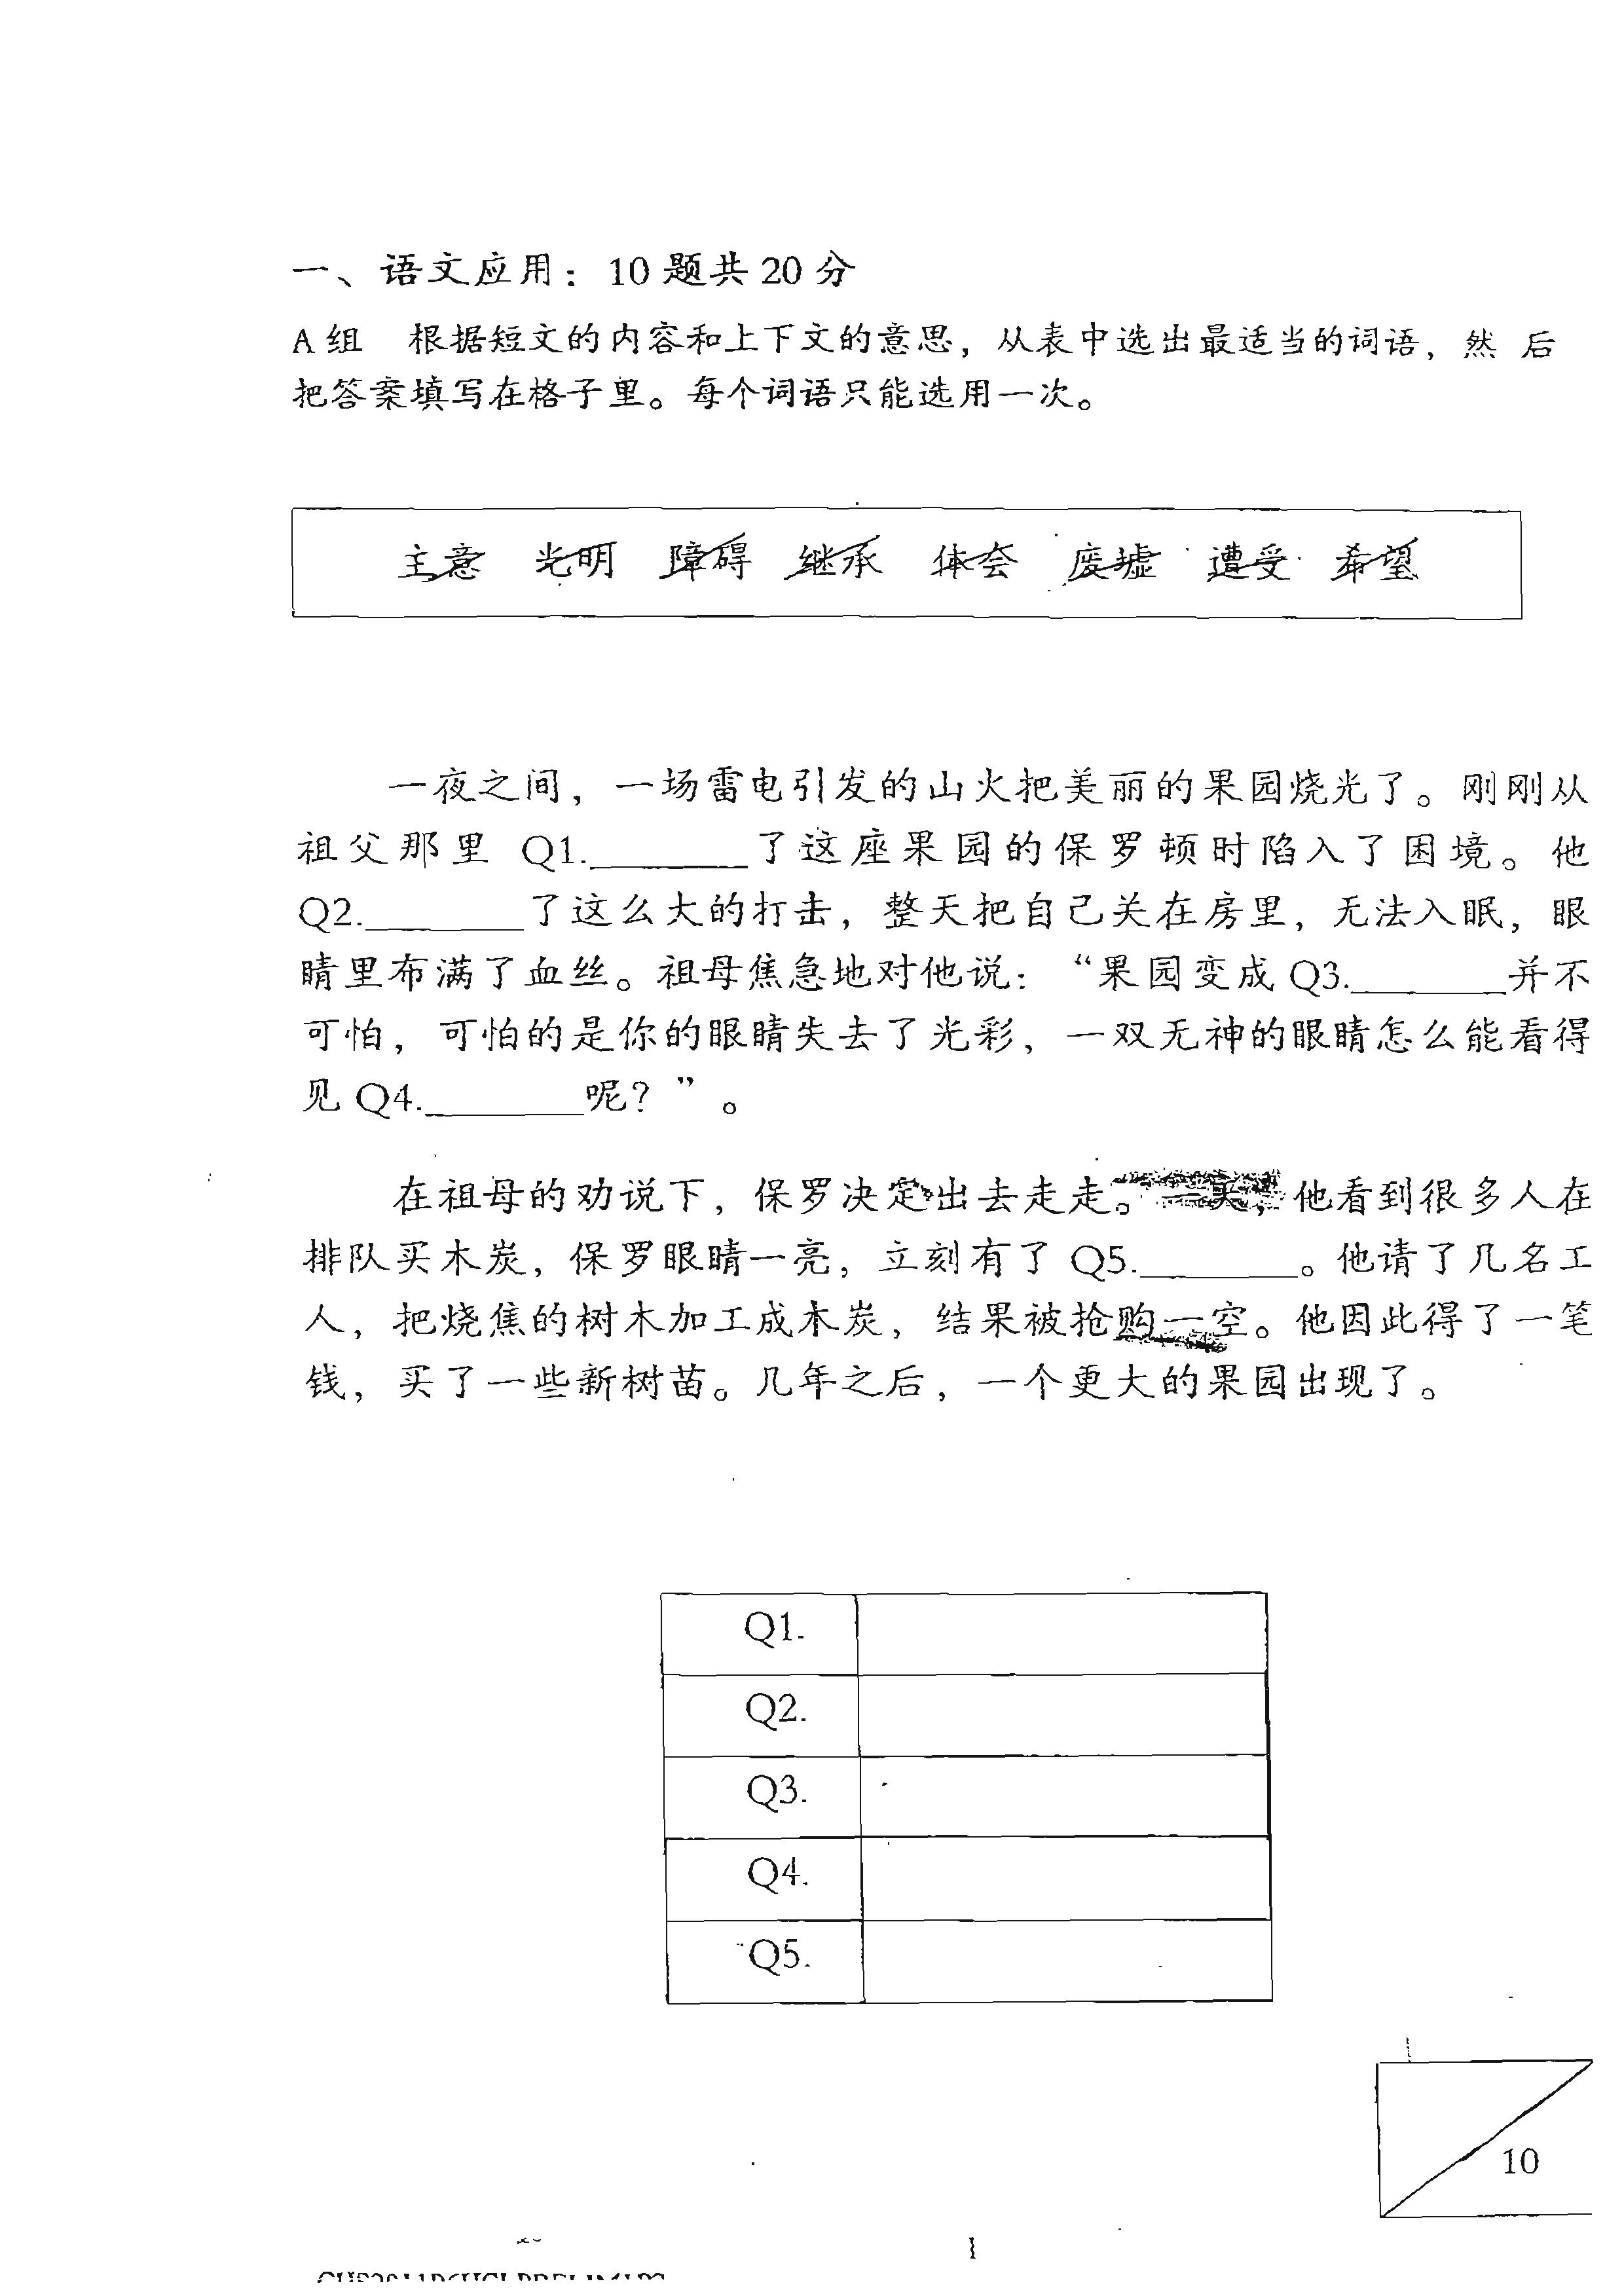 一、语文应用：10 题共 20 分
A 组 根据短文的内容和上下文的意思，从表中选出最适当的词语，然 后
把答案填写在格子里。每个词语只能选用一次。
主意 光明 障碍 继承 体会 废墟 遭受 希望
一夜之间，一场雷电引发的山火把美丽的果园烧光了。刚刚从
祖父那里 Q1.________了这座果园的保罗顿时陷入了困境。他
Q2.________了这么大的打击，整天把自己关在房里，无法入眠，眼
睛里布满了血丝。祖母焦急地对他说：“果园变成 Q3.________并不
可怕，可怕的是你的眼睛失去了光彩，一双无神的眼睛怎么能看得
见 Q4.________呢？”。
在祖母的劝说下，保罗决定出去走走。一天，他看到很多人在
排队买木炭，保罗眼睛一亮，立刻有了 Q5.________。他请了几名工
人，把烧焦的树木加工成木炭，结果被抢购一空。他因此得了一笔
钱，买了一些新树苗。几年之后，一个更大的果园出现了。
Q1.
Q2.
Q3.
Q4.
Q5.
10
1